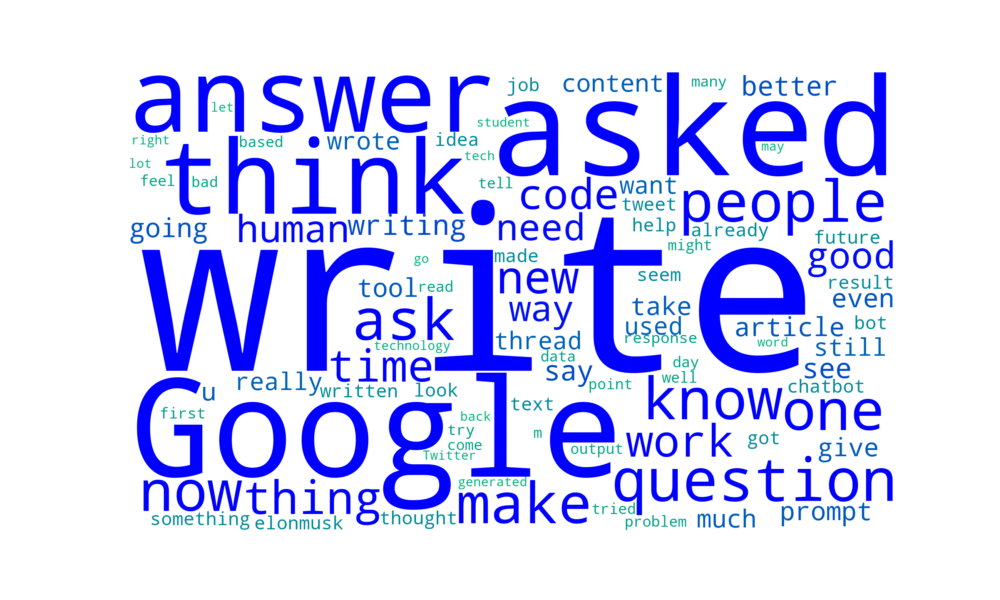 answer job content many better
let asked
student
right based wrote idea
lot think tech may
feel bad tell code want people
tweet
going human writing need help already
might future
write go made good
new seem result
tool read way take even
ask used article bot
technology thread response word still
time data day see
say point well chatbot
u really written look
Google know one
first back text
try m work got give
come output
Twitter question
now thing generated make
tried prompt
something elonmusk thought problem much